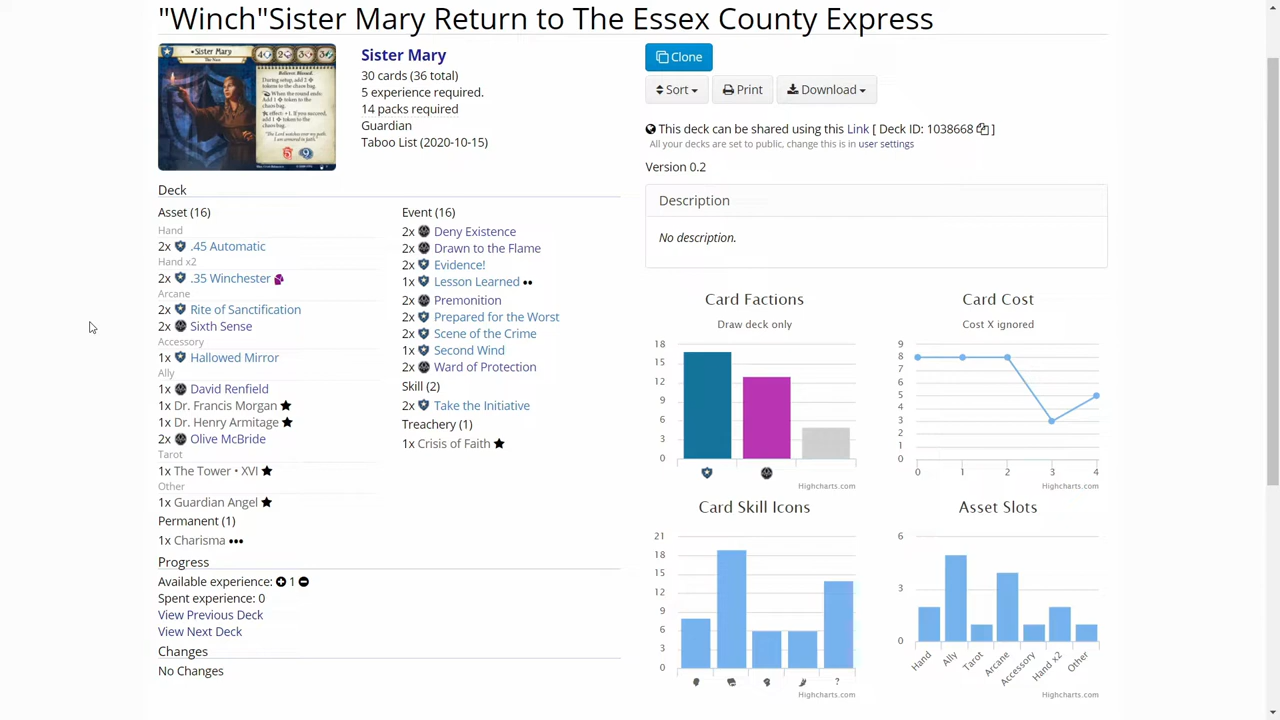 "Winch"Sister Mary Return to The Essex County Express
Sister Mary
30 cards (36 total)
5 experience required.
14 packs required
Guardian
Taboo List (2020-10-15)
Clone
Sort
Print
Download
This deck can be shared using this Link [ Deck ID: 1038668 ]
All your decks are set to public, change this is in user settings
Version 0.2
Description
No description.
Deck
Asset (16)
Hand
2x .45 Automatic
Hand x2
2x .35 Winchester
Arcane
2x Rite of Sanctification
2x Sixth Sense
Accessory
1x Hallowed Mirror
Ally
1x David Renfield
1x Dr. Francis Morgan ★
1x Dr. Henry Armitage ★
2x Olive McBride
Tarot
1x The Tower • XVI ★
Other
1x Guardian Angel ★
Permanent (1)
1x Charisma •••
Event (16)
2x Deny Existence
2x Drawn to the Flame
2x Evidence!
1x Lesson Learned ••
2x Premonition
2x Prepared for the Worst
2x Scene of the Crime
1x Second Wind
2x Ward of Protection
Skill (2)
2x Take the Initiative
Treachery (1)
1x Crisis of Faith ★
Progress
Available experience: 1
Spent experience: 0
View Previous Deck
View Next Deck
Changes
No Changes
Card Factions
Draw deck only
18
15
12
9
6
3
0
Highcharts.com
Card Cost
Cost X ignored
9
8
7
6
5
4
3
2
1
0
0 1 2 3 4
Highcharts.com
Card Skill Icons
21
18
15
12
9
6
3
0
?
Highcharts.com
Asset Slots
6
3
0
Hand
Ally
Tarot
Arcane
Accessory
Hand x2
Other
Highcharts.com